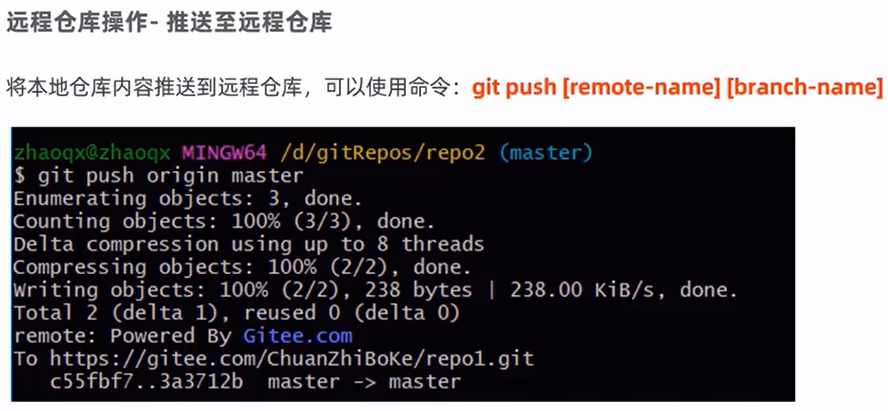 远程仓库操作- 推送至远程仓库
将本地仓库内容推送到远程仓库，可以使用命令：git push [remote-name] [branch-name]
zhaoqx@zhaoqx MINGW64 /d/gitRepos/repo2 (master)
$ git push origin master
Enumerating objects: 3, done.
Counting objects: 100% (3/3), done.
Delta compression using up to 8 threads
Compressing objects: 100% (2/2), done.
Writing objects: 100% (2/2), 238 bytes | 238.00 KiB/s, done.
Total 2 (delta 1), reused 0 (delta 0)
remote: Powered By Gitee.com
To https://gitee.com/ChuanZhiBoKe/repo1.git
   c55fbf7..3a3712b  master -> master